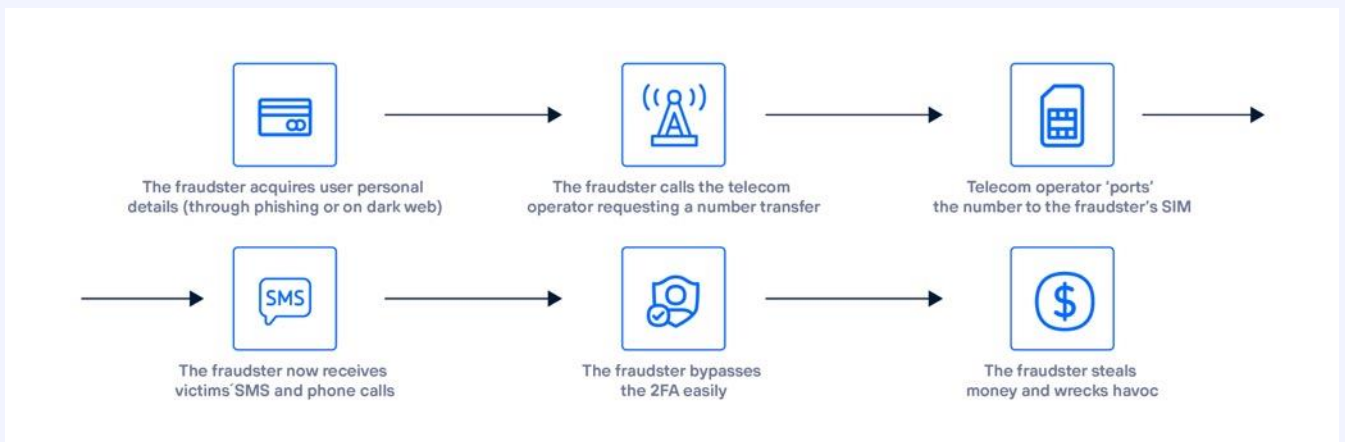 The fraudster acquires user personal
details (through phishing or on dark web)
The fraudster calls the telecom
operator requesting a number transfer
Telecom operator 'ports'
the number to the fraudster's SIM
SMS
The fraudster now receives
victims´SMS and phone calls
The fraudster bypasses
the 2FA easily
$
The fraudster steals
money and wrecks havoc